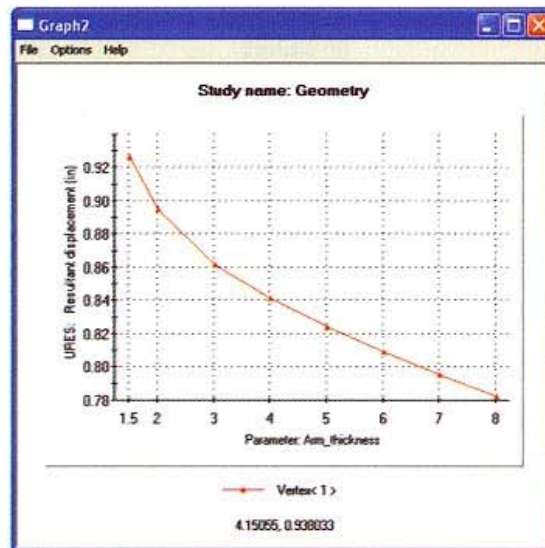 Graph2
File Options Help
Study name: Geometry
URES: Resultant displacement (in)
0.92
0.90
0.88
0.86
0.84
0.82
0.80
0.78
1.5 2 3 4 5 6 7 8
Parameter: Arm_thickness
Vertex< 1 >
4.15055, 0.938033